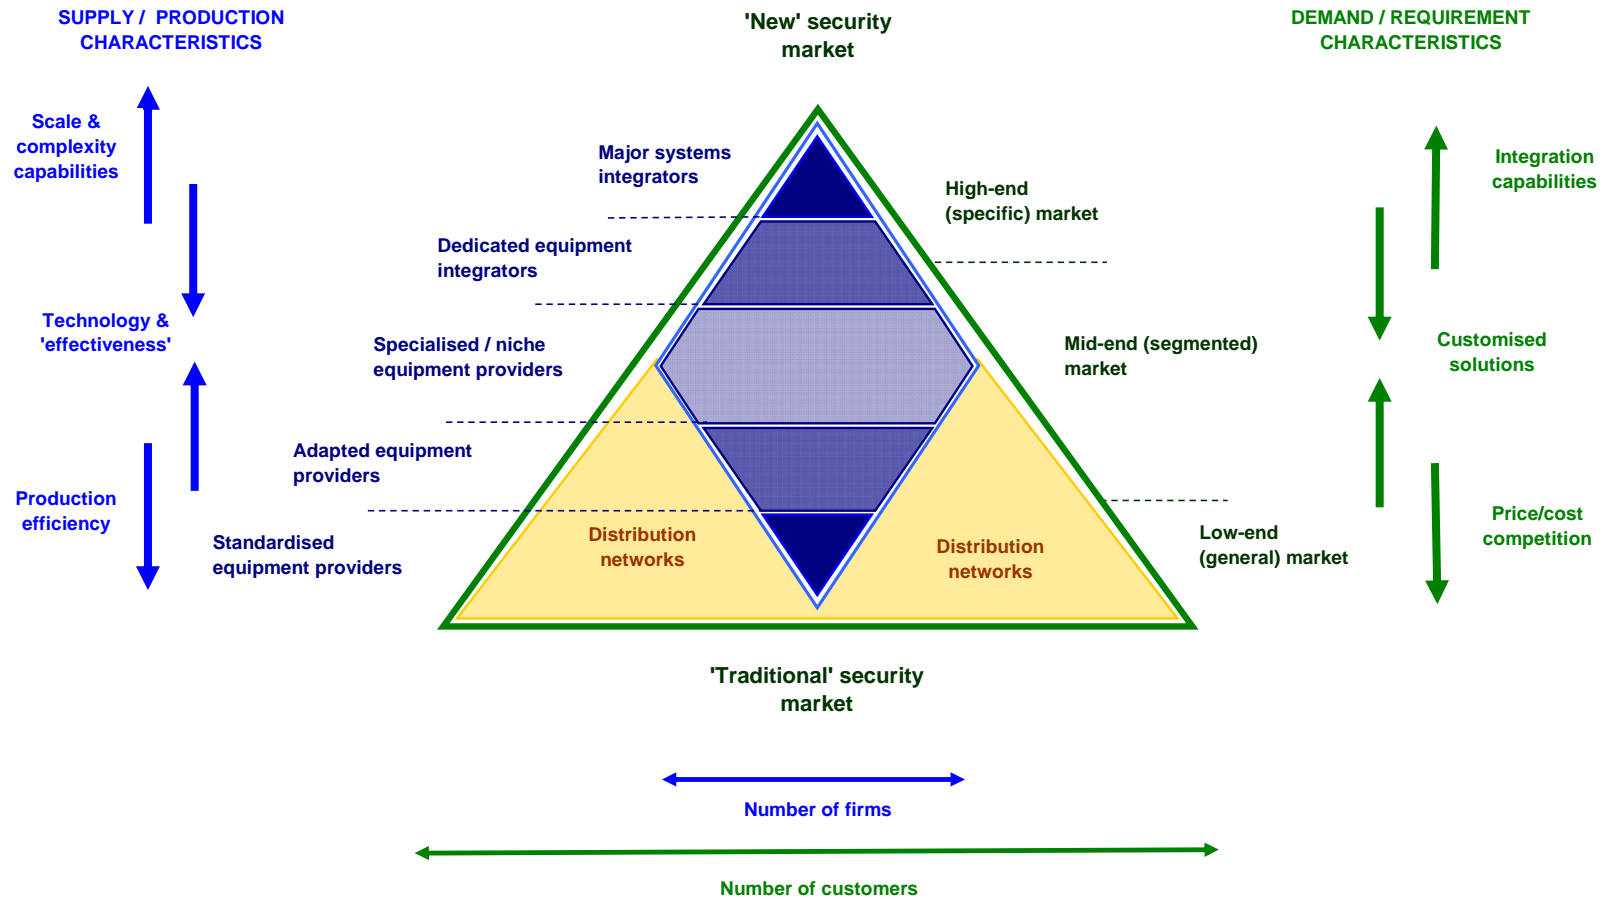 SUPPLY / PRODUCTION
CHARACTERISTICS
'New' security
market
DEMAND / REQUIREMENT
CHARACTERISTICS
Scale &
complexity
capabilities
Technology &
'effectiveness'
Production
efficiency
Major systems
integrators
Dedicated equipment
integrators
Specialised / niche
equipment providers
Adapted equipment
providers
Standardised
equipment providers
Distribution
networks
Distribution
networks
High-end
(specific) market
Mid-end (segmented)
market
Low-end
(general) market
Integration
capabilities
Customised
solutions
Price/cost
competition
'Traditional' security
market
Number of firms
Number of customers